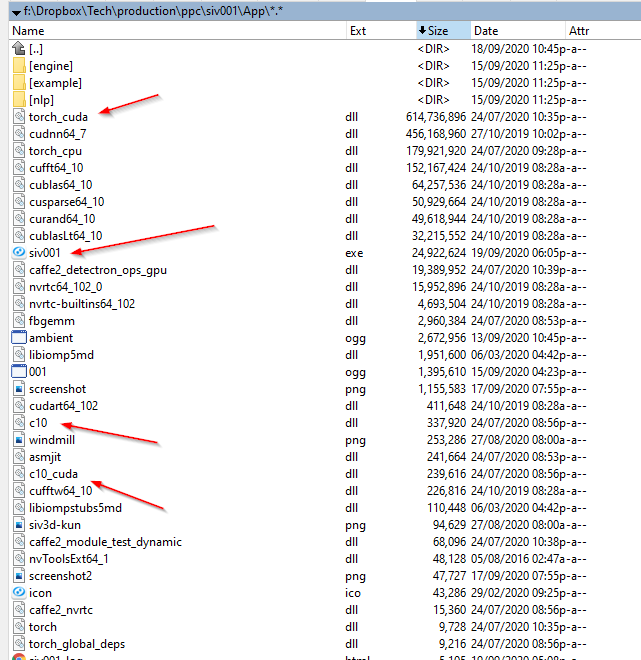 f:\Dropbox\Tech\production\ppc\siv001\App\*.*
Name Ext Size Date Attr
[..] <DIR> 18/09/2020 10:45p -a--
[engine] <DIR> 15/09/2020 11:25p -a--
[example] <DIR> 15/09/2020 11:25p -a--
[nlp] <DIR> 15/09/2020 11:25p -a--
torch_cuda dll 614,736,896 24/07/2020 10:35p -a--
cudnn64_7 dll 456,168,960 27/10/2019 10:02p -a--
torch_cpu dll 179,921,920 24/07/2020 09:28p -a--
cufft64_10 dll 152,167,424 24/10/2019 08:28a -a--
cublas64_10 dll 64,257,536 24/10/2019 08:28a -a--
cusparse64_10 dll 50,929,664 24/10/2019 08:28a -a--
curand64_10 dll 49,618,944 24/10/2019 08:28a -a--
cublasLt64_10 dll 32,215,552 24/10/2019 08:28a -a--
siv001 exe 24,922,624 19/09/2020 06:05p -a--
caffe2_detectron_ops_gpu dll 19,389,952 24/07/2020 10:39p -a--
nvrtc64_102_0 dll 15,952,896 24/10/2019 08:28a -a--
nvrtc-builtins64_102 dll 4,693,504 24/10/2019 08:28a -a--
fbgemm dll 2,960,384 24/07/2020 08:53p -a--
ambient ogg 2,672,956 13/09/2020 10:45p -a--
libiomp5md dll 1,951,600 06/03/2020 04:42p -a--
001 ogg 1,395,610 15/09/2020 04:23p -a--
screenshot png 1,155,583 17/09/2020 07:55p -a--
cudart64_102 dll 411,648 24/10/2019 08:28a -a--
c10 dll 337,920 24/07/2020 08:56p -a--
windmill png 253,286 27/08/2020 08:00a -a--
asmjit dll 241,664 24/07/2020 08:53p -a--
c10_cuda dll 239,616 24/07/2020 08:56p -a--
cufftw64_10 dll 226,816 24/10/2019 08:28a -a--
libiompstubs5md dll 110,448 06/03/2020 04:42p -a--
siv3d-kun png 94,629 27/08/2020 08:00a -a--
caffe2_module_test_dynamic dll 68,096 24/07/2020 10:38p -a--
nvToolsExt64_1 dll 48,128 05/08/2016 02:47a -a--
screenshot2 png 47,727 17/09/2020 07:55p -a--
icon ico 43,286 29/02/2020 09:25p -a--
caffe2_nvrtc dll 15,360 24/07/2020 08:56p -a--
torch dll 9,728 24/07/2020 10:35p -a--
torch_global_deps dll 9,216 24/07/2020 08:56p -a--